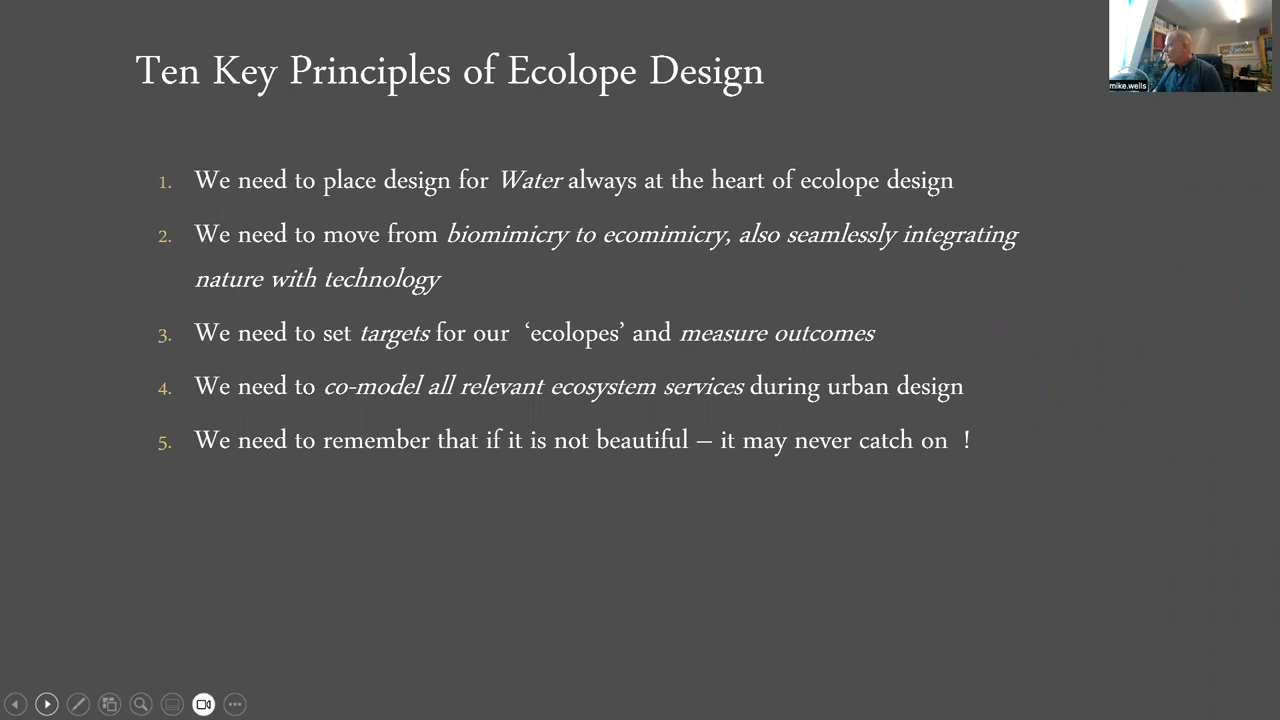 Ten Key Principles of Ecolope Design
mike.wells
1. We need to place design for Water always at the heart of ecolope design
2. We need to move from biomimicry to ecomimicry, also seamlessly integrating
nature with technology
3. We need to set targets for our ‘ecolopes’ and measure outcomes
4. We need to co-model all relevant ecosystem services during urban design
5. We need to remember that if it is not beautiful – it may never catch on !